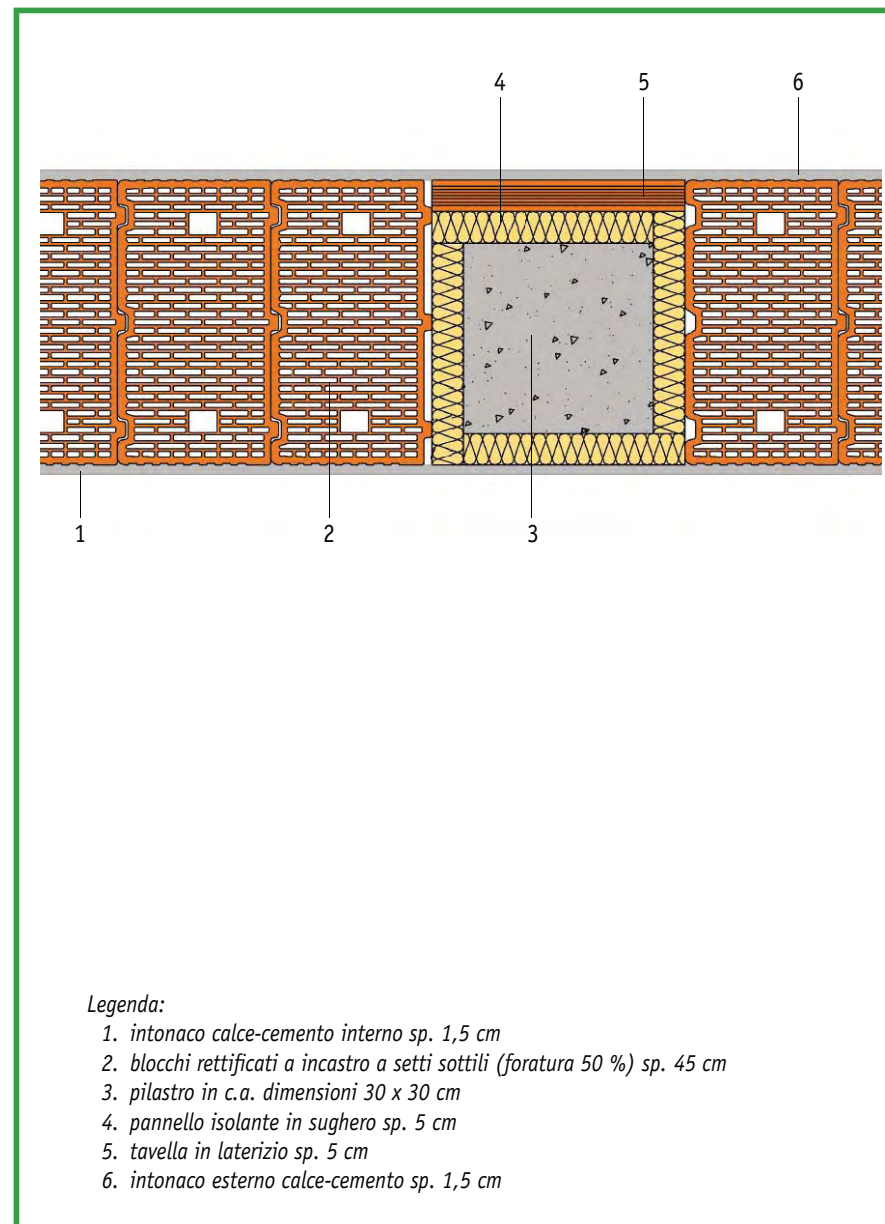 4 5 6
1 2 3
Legenda:
1. intonaco calce-cemento interno sp. 1,5 cm
2. blocchi rettificati a incastro a setti sottili (foratura 50 %) sp. 45 cm
3. pilastro in c.a. dimensioni 30 x 30 cm
4. pannello isolante in sughero sp. 5 cm
5. tavella in laterizio sp. 5 cm
6. intonaco esterno calce-cemento sp. 1,5 cm